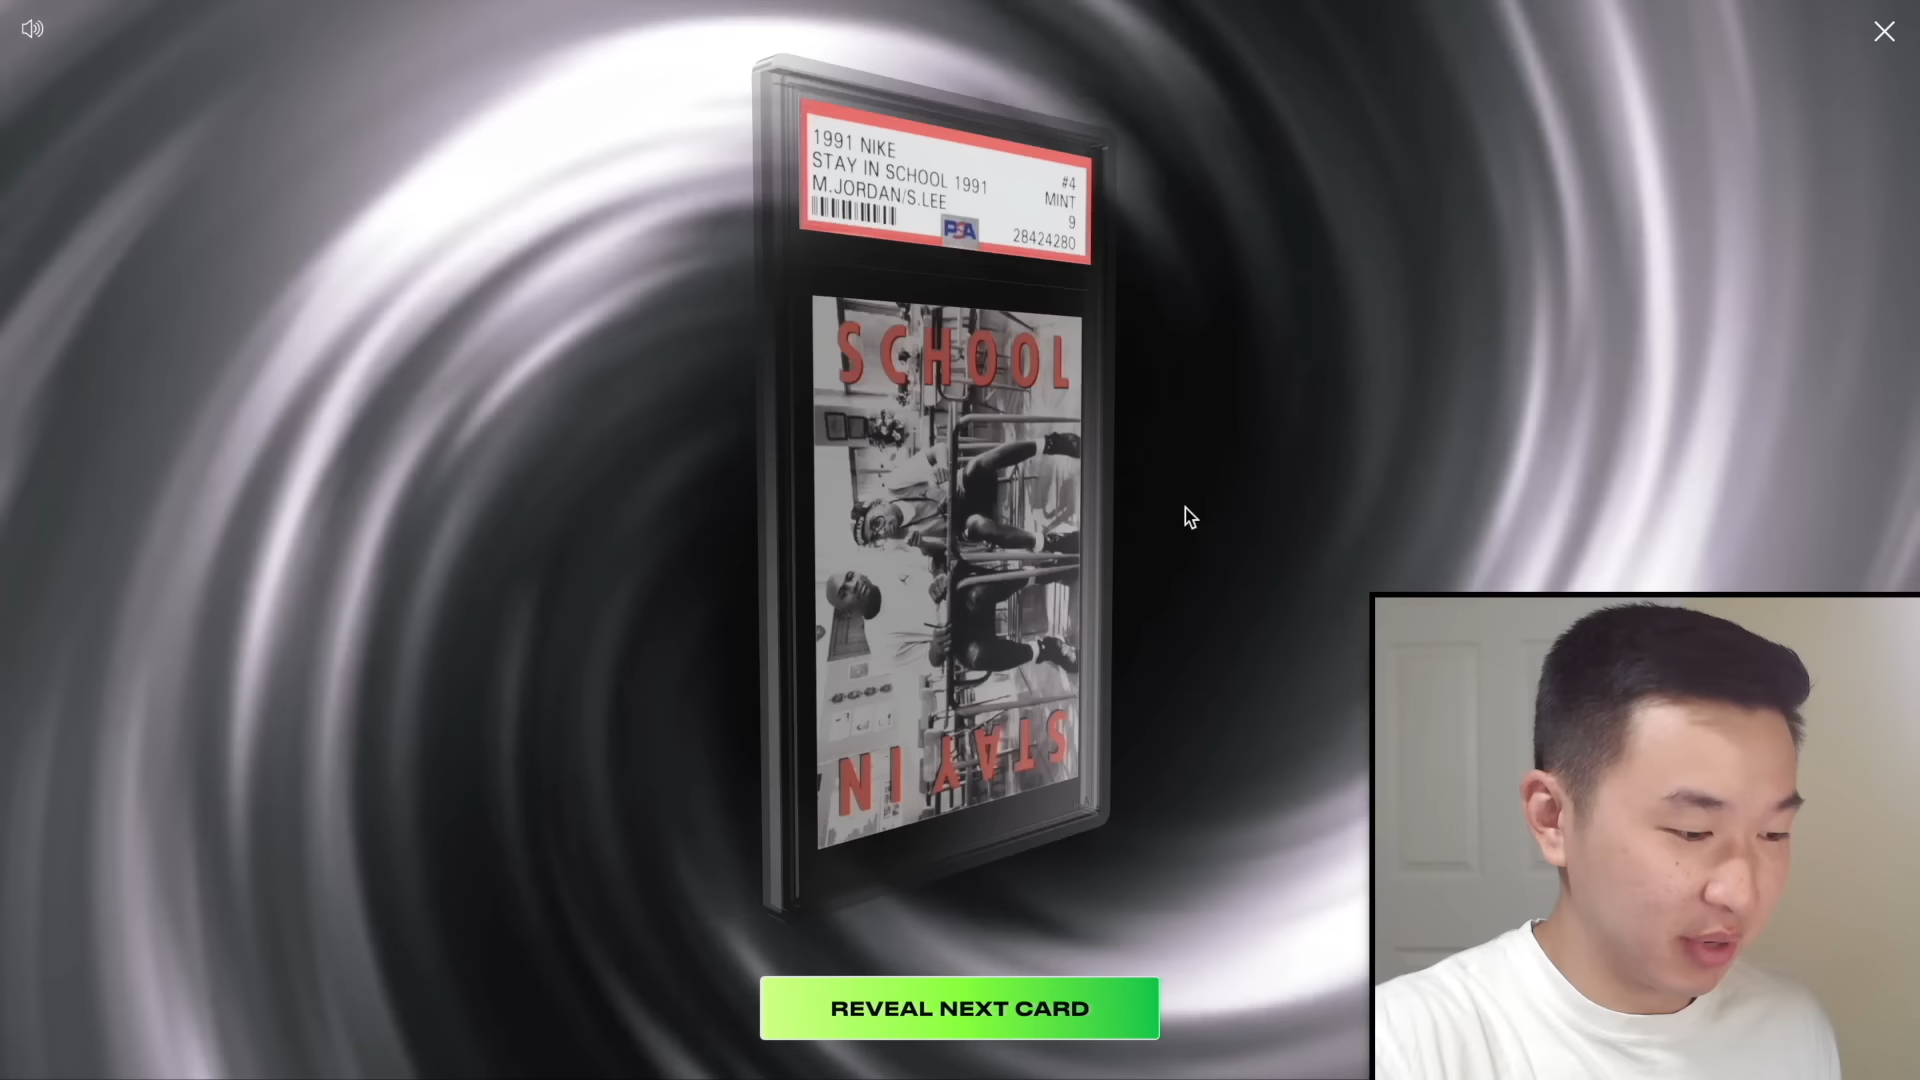 1991 NIKE
STAY IN SCHOOL 1991
M.JORDAN/S.LEE
#4
MINT
9
28424280
PSA
SCHOOL
STAY IN
REVEAL NEXT CARD